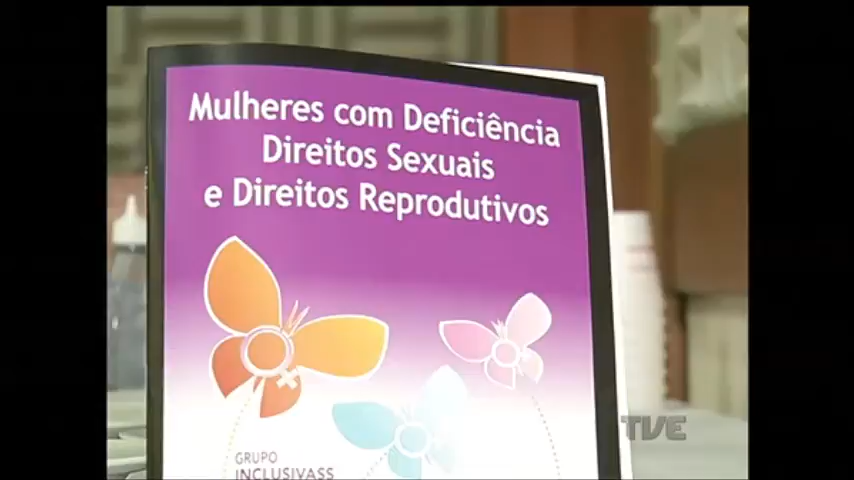 Mulheres com Deficiência
Direitos Sexuais
e Direitos Reprodutivos
GRUPO
INCLUSIVASS
TVE